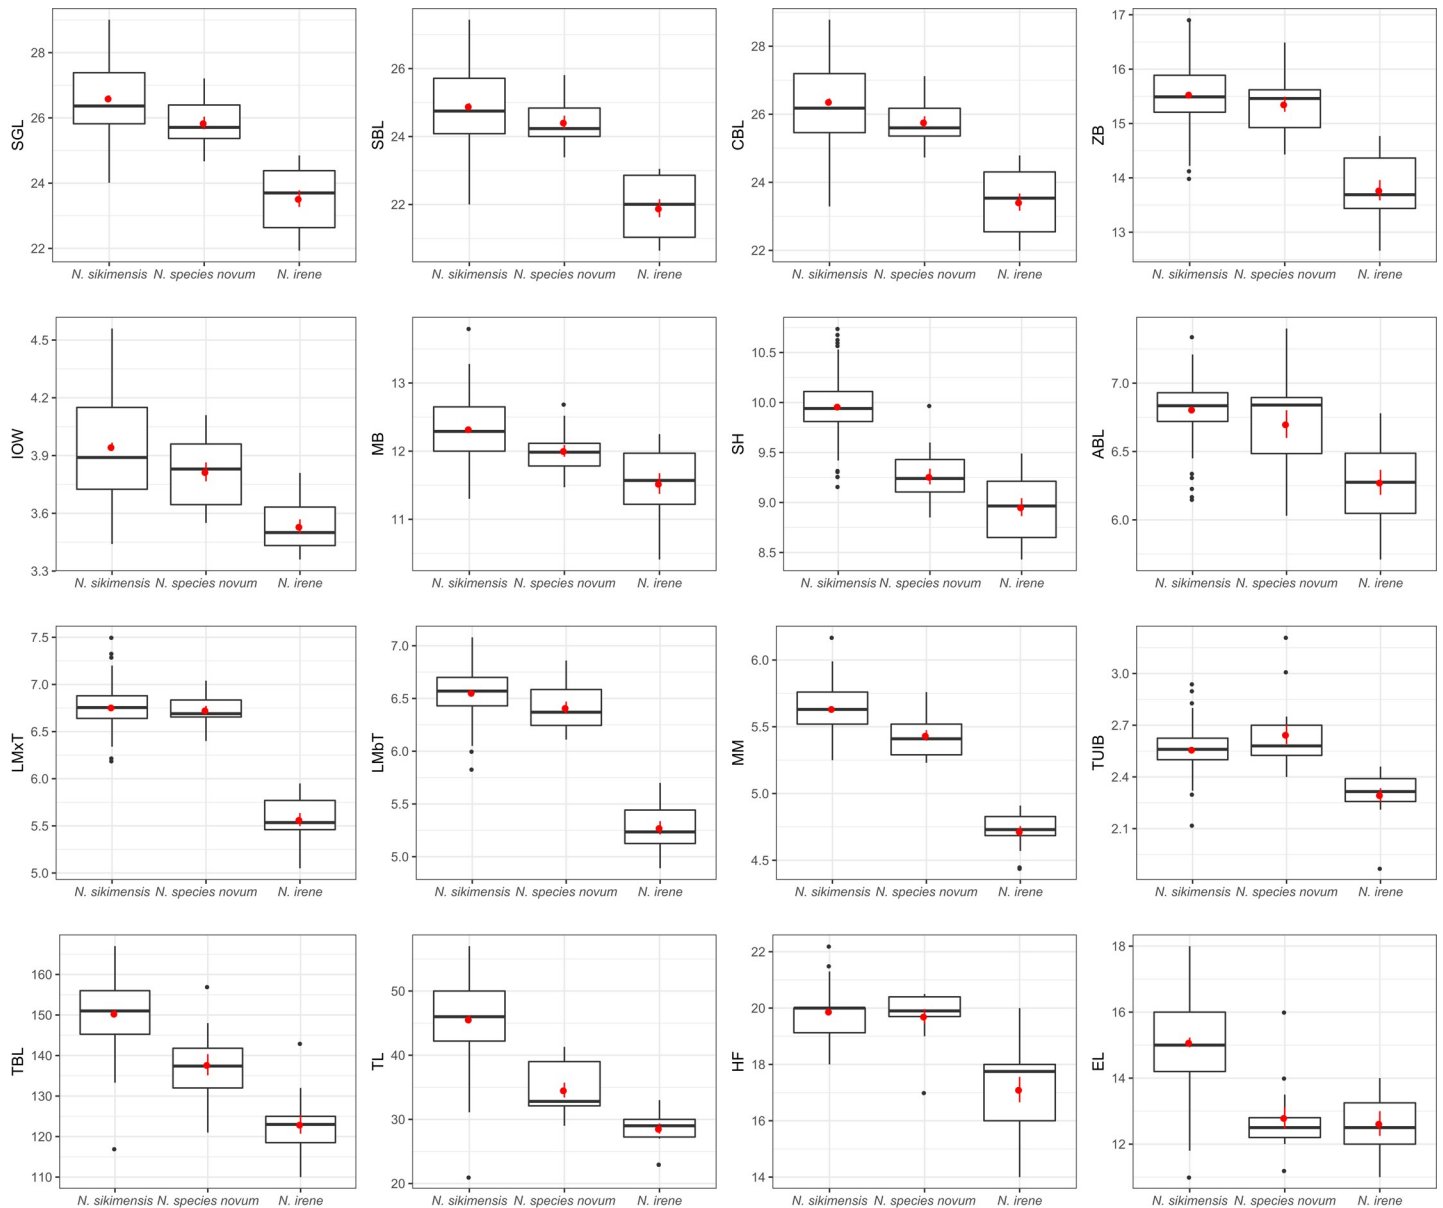 SGL
28
26
24
22
N. sikimensis N. species novum N. irene
SBL
26
24
22
N. sikimensis N. species novum N. irene
CBL
28
26
24
22
N. sikimensis N. species novum N. irene
ZB
17
16
15
14
13
N. sikimensis N. species novum N. irene
IOW
4.5
4.2
3.9
3.6
3.3
N. sikimensis N. species novum N. irene
MB
13
12
11
N. sikimensis N. species novum N. irene
SH
10.5
10.0
9.5
9.0
8.5
N. sikimensis N. species novum N. irene
ABL
7.0
6.5
6.0
N. sikimensis N. species novum N. irene
LMxT
7.5
7.0
6.5
6.0
5.5
5.0
N. sikimensis N. species novum N. irene
LMbT
7.0
6.5
6.0
5.5
5.0
N. sikimensis N. species novum N. irene
MM
6.0
5.5
5.0
4.5
N. sikimensis N. species novum N. irene
TUIB
3.0
2.7
2.4
2.1
N. sikimensis N. species novum N. irene
TBL
160
150
140
130
120
110
N. sikimensis N. species novum N. irene
TL
50
40
30
20
N. sikimensis N. species novum N. irene
HF
22
20
18
16
14
N. sikimensis N. species novum N. irene
EL
18
16
14
12
N. sikimensis N. species novum N. irene